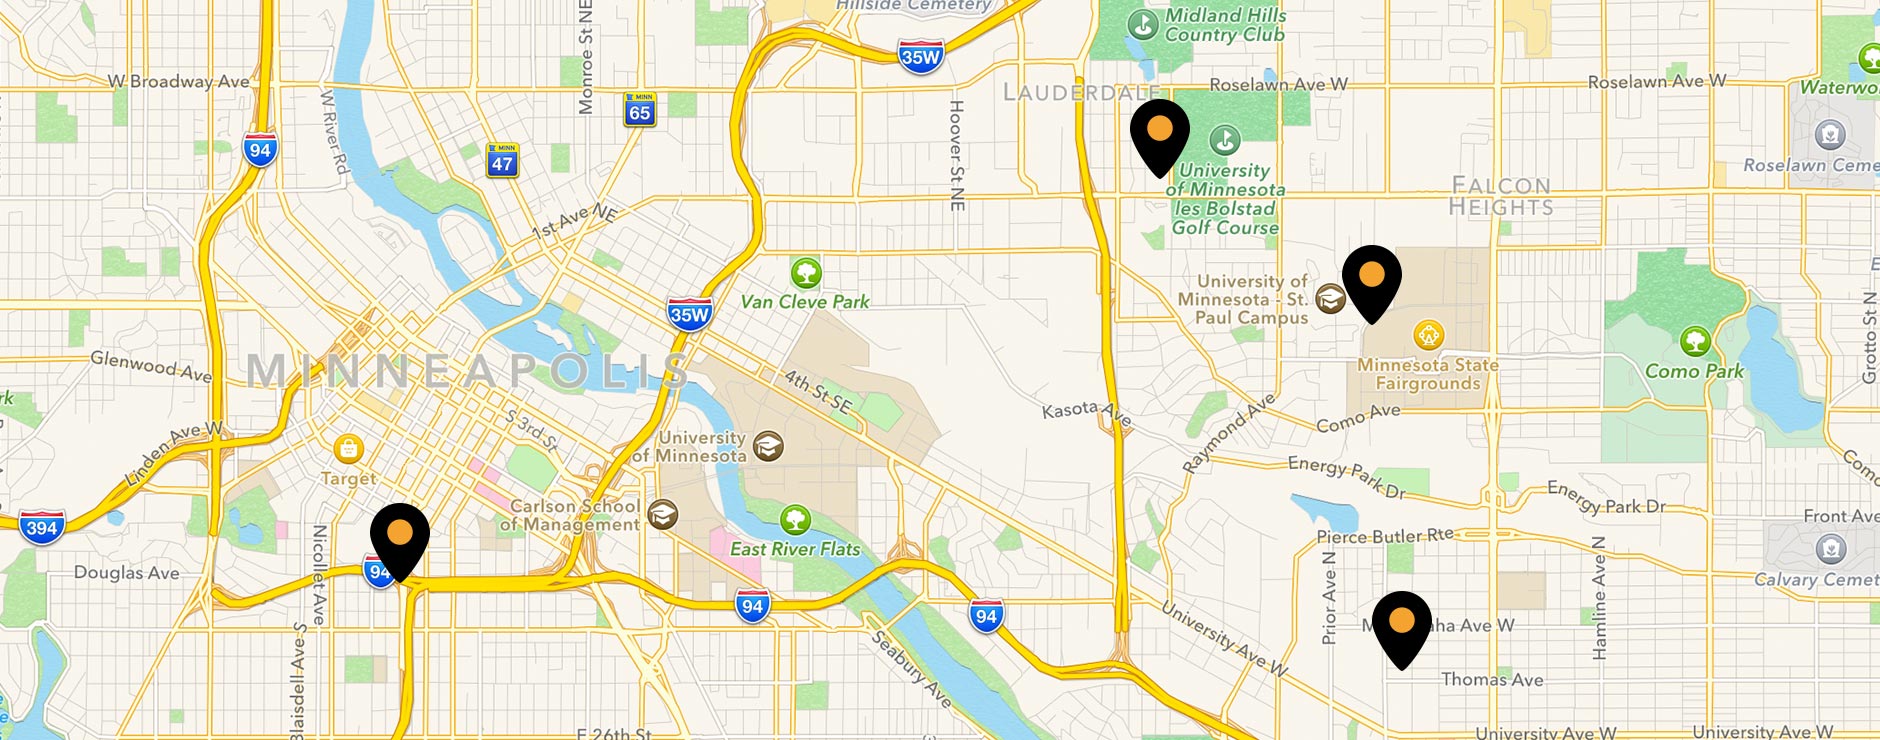 Hillside Cemetery
Midland Hills
Country Club
35W
W Broadway Ave
Monroe St NE
W River Rd
MINN
65
LAUDERDALE
Roselawn Ave W
Roselawn Ave W
Hoover St NE
94
MINN
47
University
of Minnesota
les Bolstad
Golf Course
FALCON
HEIGHTS
1st Ave NE
Van Cleve Park
University of
Minnesota - St.
Paul Campus
35W
Minnesota State
Fairgrounds
Como Park
Grotto St N
Glenwood Ave
MINNEAPOLIS
4th St SE
S 3rd St
Kasota Ave
Como Ave
Raymond Ave
Linden Ave W
University
of Minnesota
Target
Energy Park Dr
Energy Park Dr
Carlson School
of Management
394
Nicollet Ave
East River Flats
Pierce Butler Rte
Front Ave
Douglas Ave
94
Calvary
94
94
Prior Ave N
Hamline Ave N
Ave W
University Ave W
Seabury Ave
Blaisdell Ave S
Thomas Ave
E 26th St
University Ave W
University Ave W